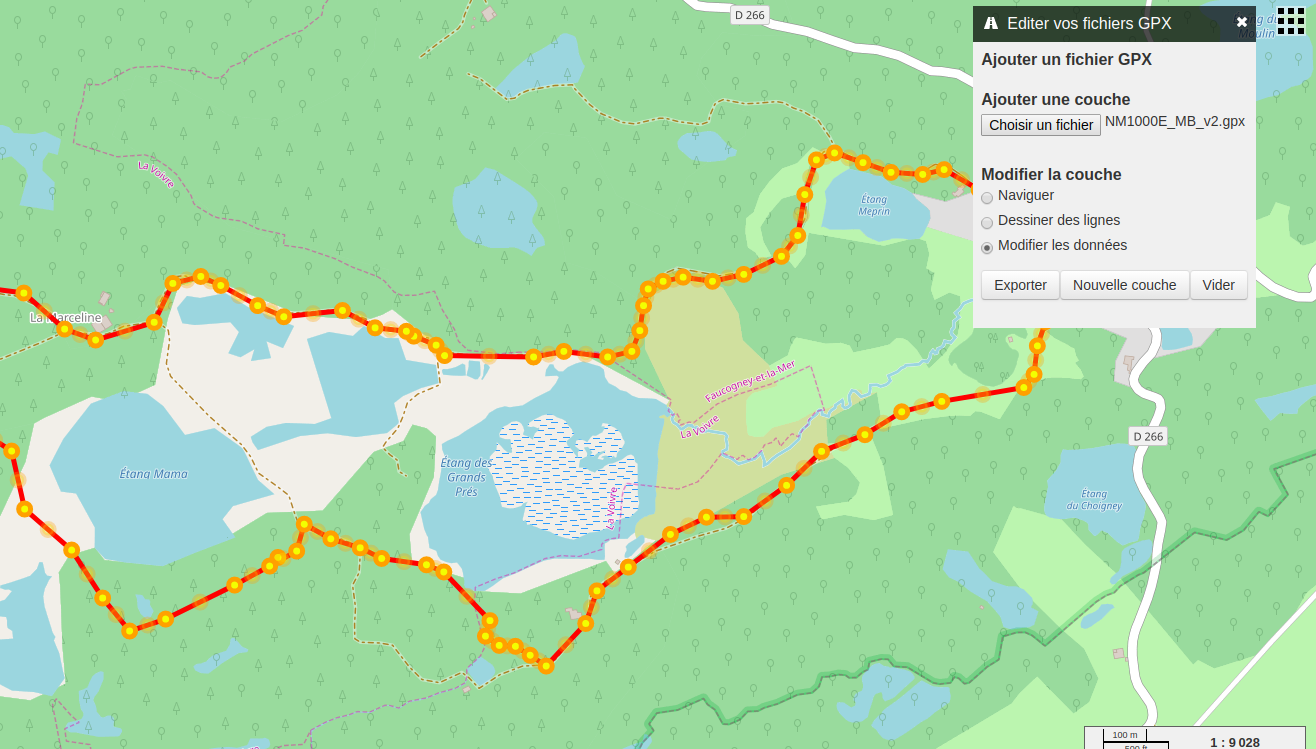 D 266
Editer vos fichiers GPX
Étang du
Moulin
Ajouter un fichier GPX
Ajouter une couche
Choisir un fichier NM1000E_MB_v2.gpx
Modifier la couche
Naviguer
Dessiner des lignes
Modifier les données
Exporter Nouvelle couche Vider
La Voivre
Étang
Meprin
La Marceline
Faucogney-et-la-Mer
La Voivre
D 266
Étang Mama
Étang des
Grands
Prés
La Voivre
Étang
du Choigney
100 m
500 ft
1 : 9 028